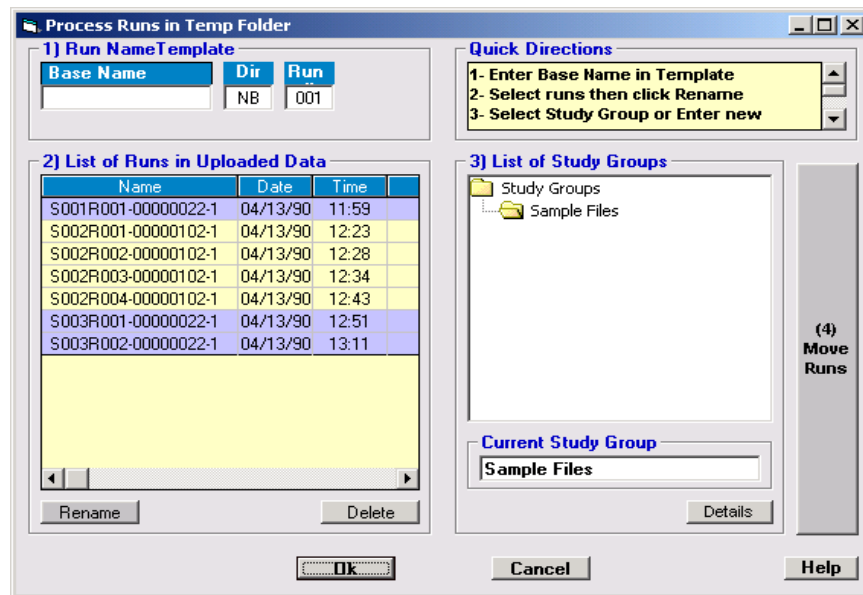 Process Runs in Temp Folder
1) Run NameTemplate
Base Name Dir Run
NB 001
Quick Directions
1- Enter Base Name in Template
2- Select runs then click Rename
3- Select Study Group or Enter new
2) List of Runs in Uploaded Data
Name Date Time
S001R001-00000022-1 04/13/90 11:59
S002R001-00000102-1 04/13/90 12:23
S002R002-00000102-1 04/13/90 12:28
S002R003-00000102-1 04/13/90 12:34
S002R004-00000102-1 04/13/90 12:43
S003R001-00000022-1 04/13/90 12:51
S003R002-00000022-1 04/13/90 13:11
Rename Delete
3) List of Study Groups
Study Groups
Sample Files
Current Study Group
Sample Files
Details
(4)
Move
Runs
Ok Cancel Help